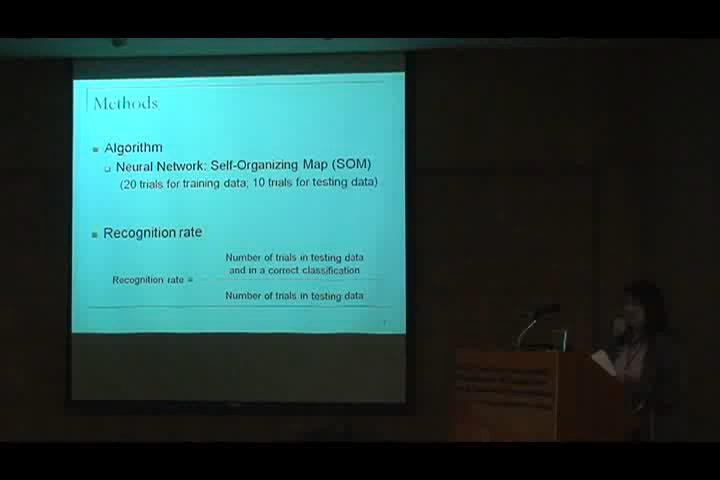 Methods
Algorithm
Neural Network: Self-Organizing Map (SOM)
(20 trials for training data; 10 trials for testing data)
Recognition rate
Number of trials in testing data
and in a correct classification
Recognition rate =
Number of trials in testing data